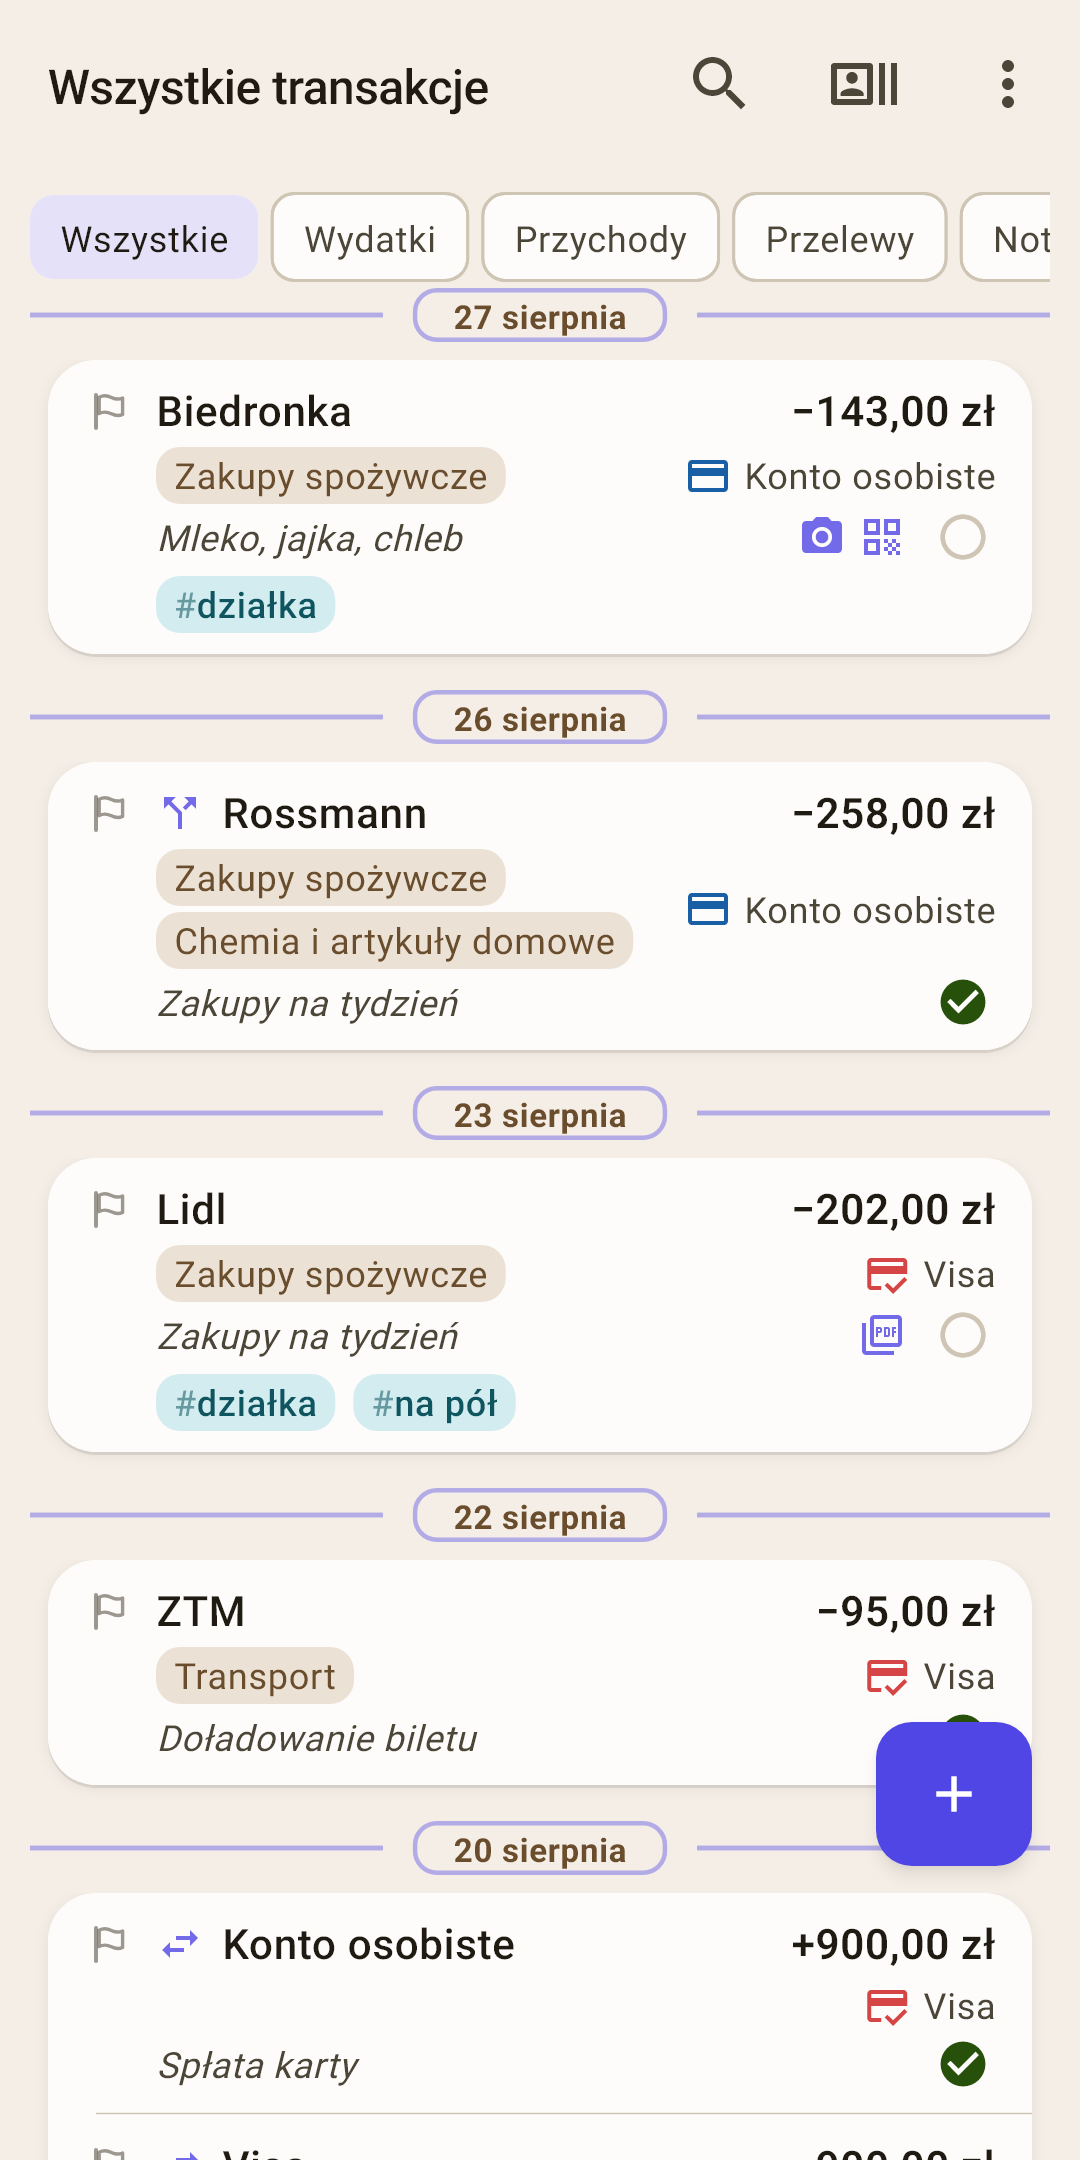 Wszystkie transakcje
Wszystkie Wydatki Przychody Przelewy Not
27 sierpnia
Biedronka −143,00 zł
Zakupy spożywcze Konto osobiste
Mleko, jajka, chleb
#działka
26 sierpnia
Rossmann −258,00 zł
Zakupy spożywcze
Konto osobiste
Chemia i artykuły domowe
Zakupy na tydzień
23 sierpnia
Lidl −202,00 zł
Zakupy spożywcze Visa
Zakupy na tydzień PDF
#działka #na pół
22 sierpnia
ZTM −95,00 zł
Transport Visa
Doładowanie biletu
20 sierpnia
Konto osobiste +900,00 zł
Visa
Spłata karty